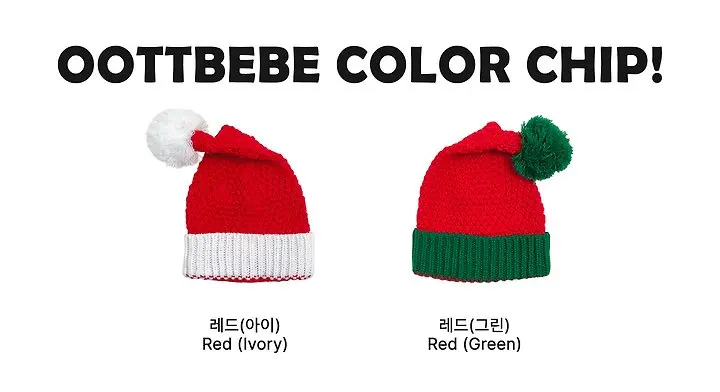 OOTTBEBE COLOR CHIP!
레드(아이)
Red (Ivory)
레드(그린)
Red (Green)